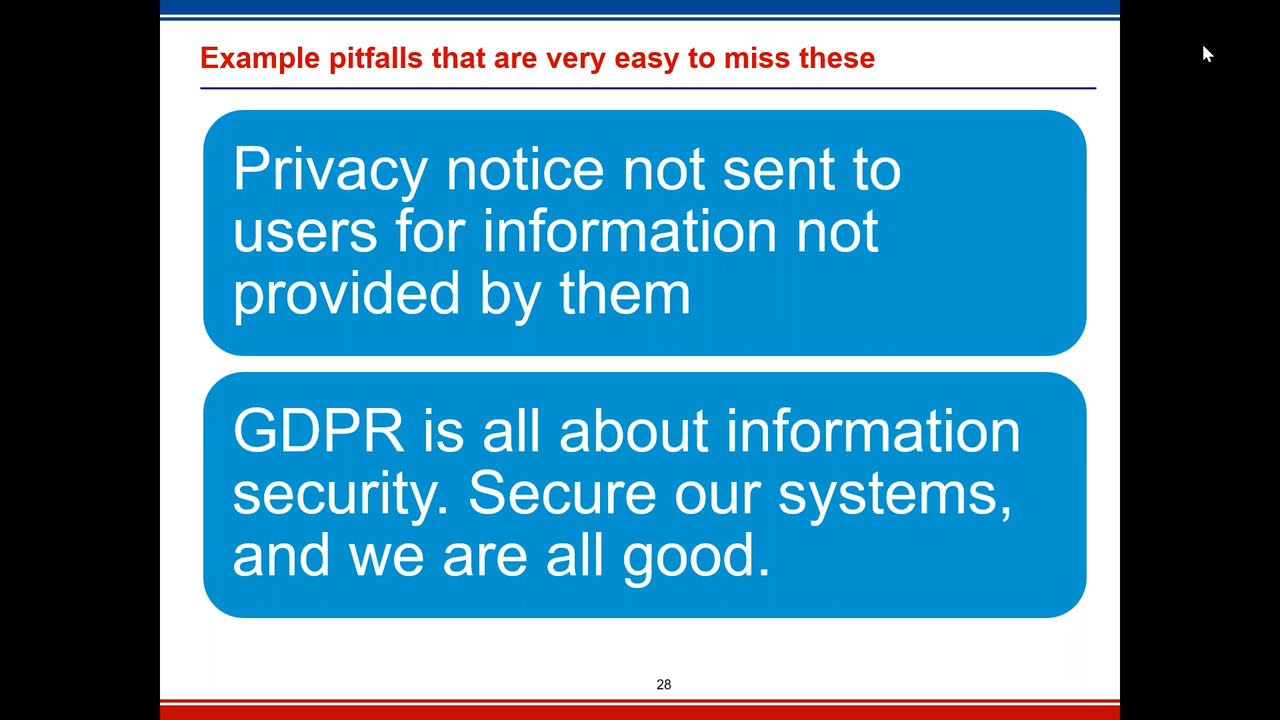 Example pitfalls that are very easy to miss these
Privacy notice not sent to
users for information not
provided by them
GDPR is all about information
security. Secure our systems,
and we are all good.
28